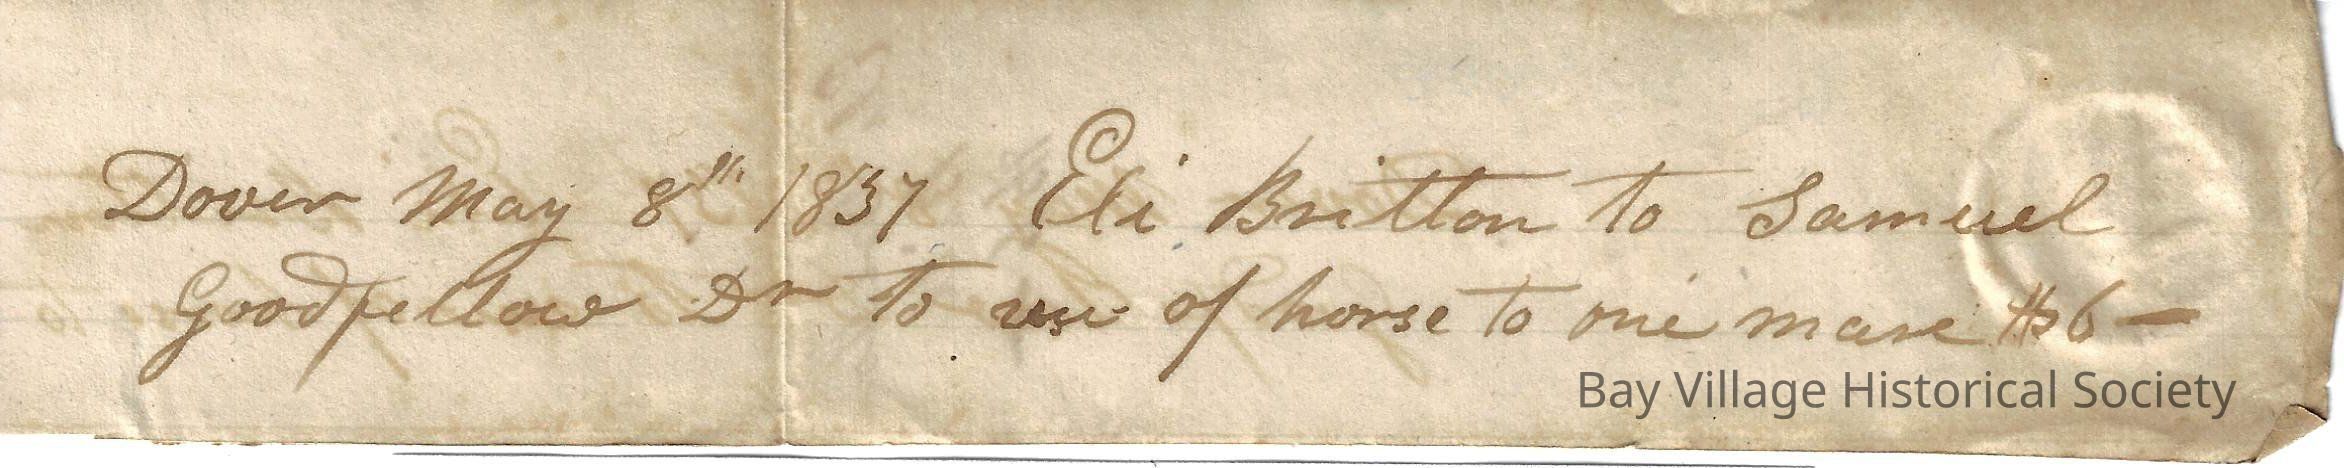 Dover May 8th 1837 Eli Britton to Samuel
Goodfellow Dr to use of horse to one mare $6 —
Bay Village Historical Society